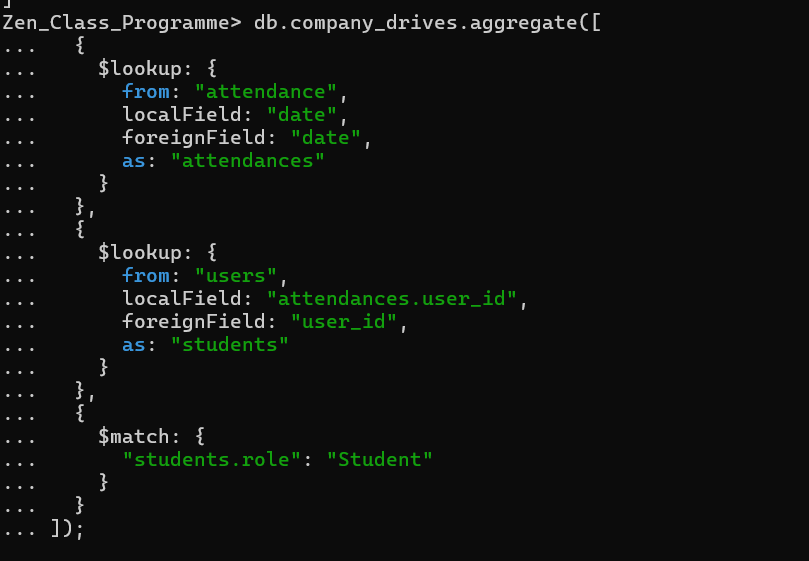 ]
Zen_Class_Programme> db.company_drives.aggregate([
...   {
...     $lookup: {
...       from: "attendance",
...       localField: "date",
...       foreignField: "date",
...       as: "attendances"
...     }
...   },
...   {
...     $lookup: {
...       from: "users",
...       localField: "attendances.user_id",
...       foreignField: "user_id",
...       as: "students"
...     }
...   },
...   {
...     $match: {
...       "students.role": "Student"
...     }
...   }
... ]);